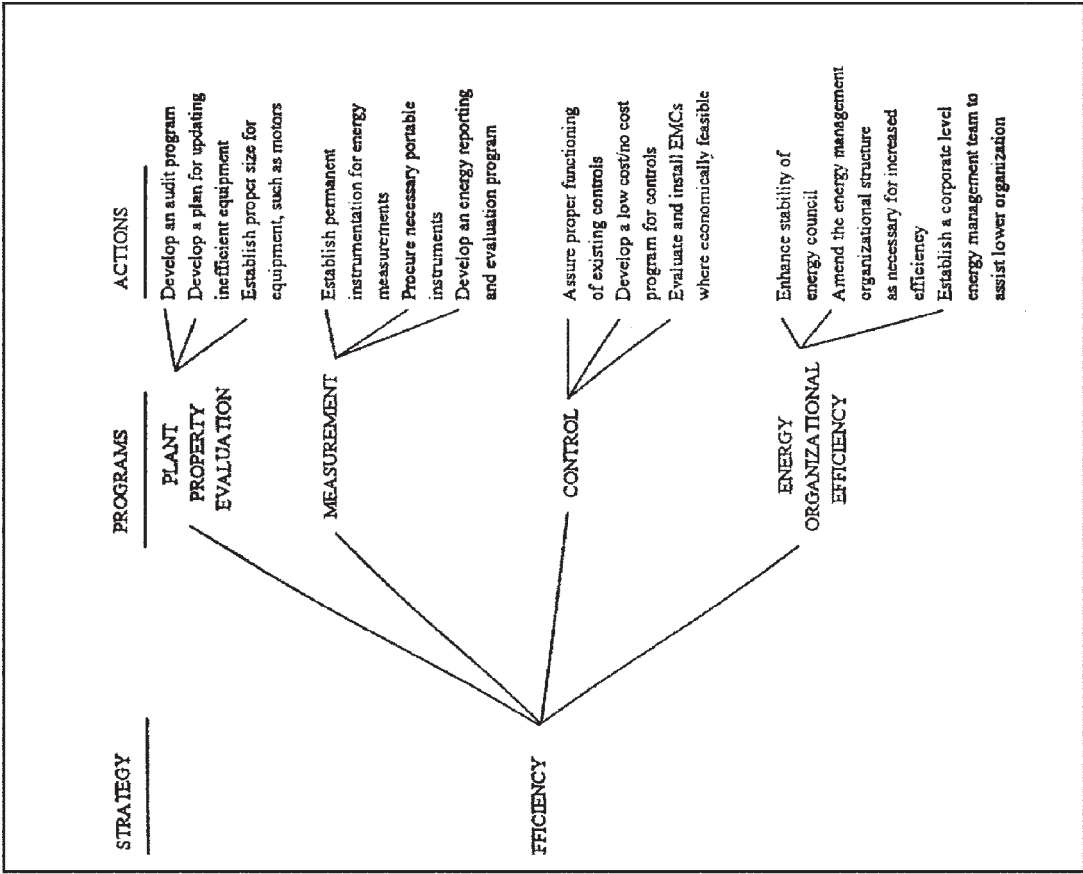 STRATEGY
PROGRAMS
ACTIONS
FFICIENCY
PLANT
PROPERTY
EVALUATION
Develop an audit program
Develop a plan for updating
inefficient equipment
Establish proper size for
equipment, such as motors
MEASUREMENT
Establish permanent
instrumentation for energy
measurements
Procure necessary portable
instruments
Develop an energy reporting
and evaluation program
CONTROL
Assure proper functioning
of existing controls
Develop a low cost/no cost
program for controls
Evaluate and install EMCs
where economically feasible
ENERGY
ORGANIZATIONAL
EFFICIENCY
Enhance stability of
energy council
Amend the energy management
organizational structure
as necessary for increased
efficiency
Establish a corporate level
energy management team to
assist lower organization